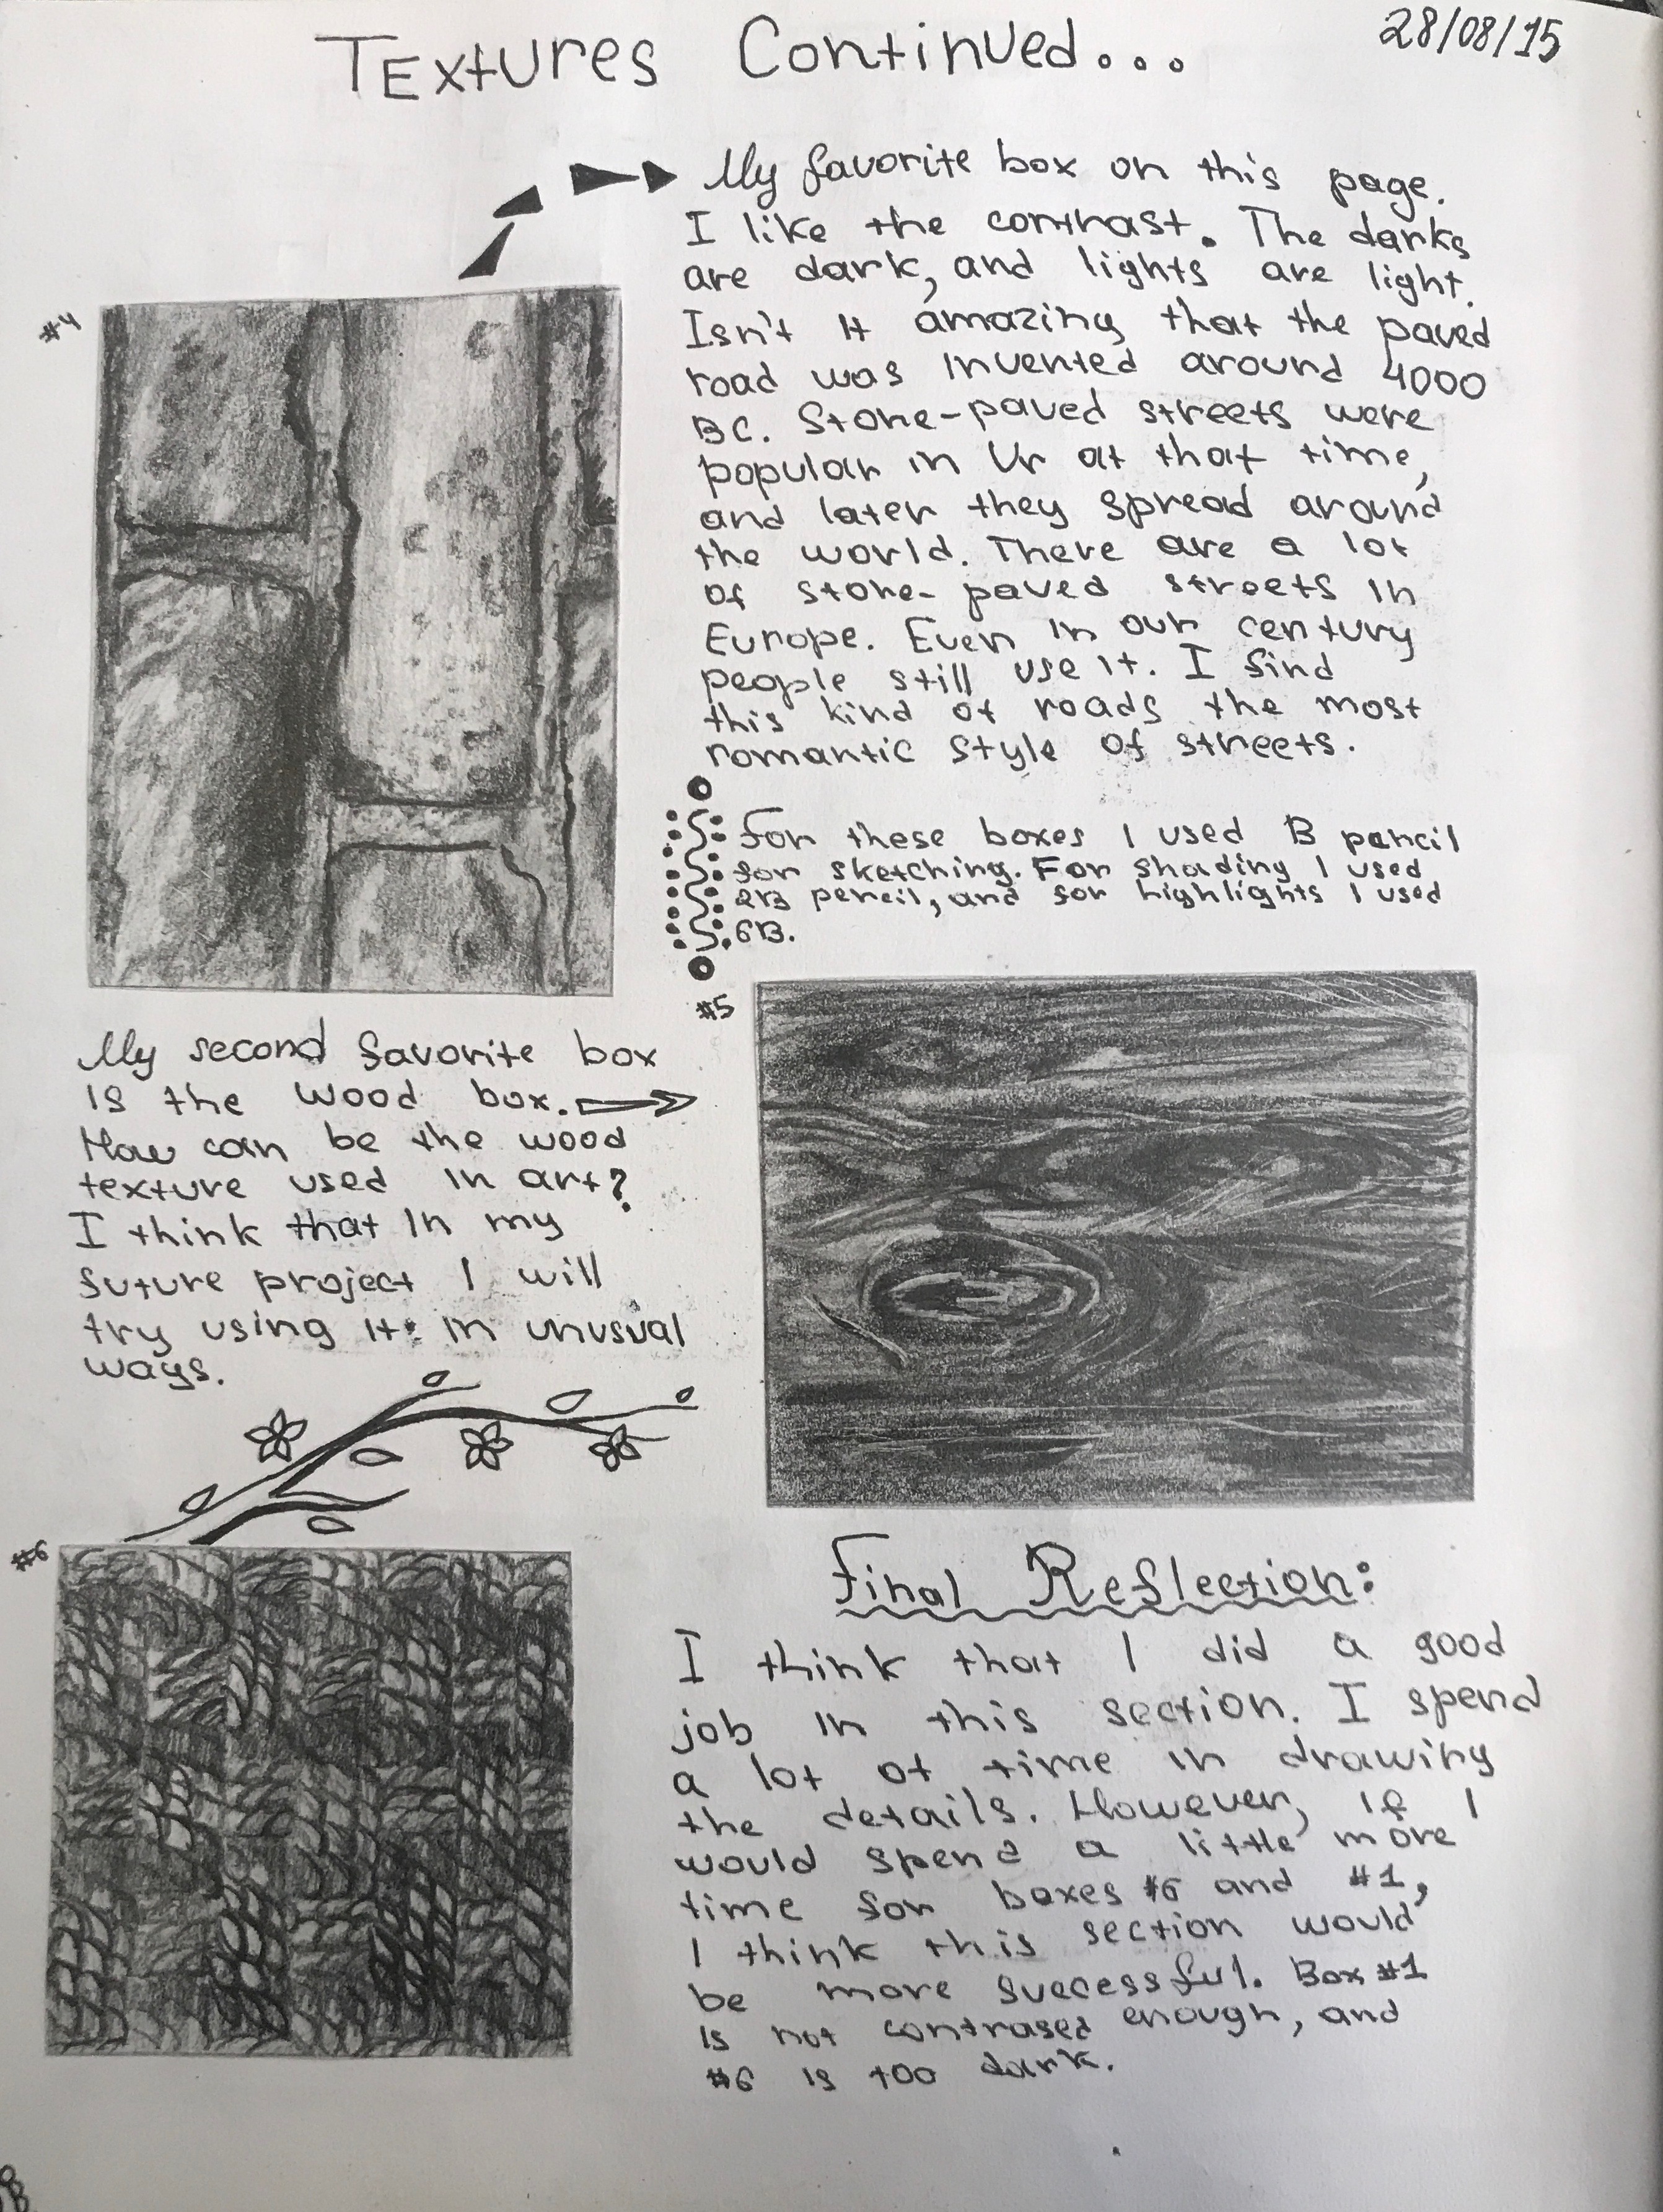 Textures Continued...
28/08/15
My favorite box on this page.
I like the contrast. The darks
are dark, and lights are light.
Isn't it amazing that the paved
road was invented around 4000
BC. Stone-paved streets were
popular in Ur at that time,
and later they spread around
the world. There are a lot
of stone-paved streets in
Europe. Even in our century
people still use it. I find
this kind of roads the most
romantic style of streets.
#4
For these boxes I used B pencil
for sketching. For shading I used
2B pencil, and for highlights I used
6B.
#5
My second favorite box
is the wood box.
How can be the wood
texture used in art?
I think that in my
future project I will
try using it in unusual
ways.
#6
Final Reflection:
I think that I did a good
job in this section. I spend
a lot of time in drawing
the details. However, if I
would spend a little more
time for boxes #6 and #1,
I think this section would
be more successful. Box #1
is not contrased enough, and
#6 is too dark.